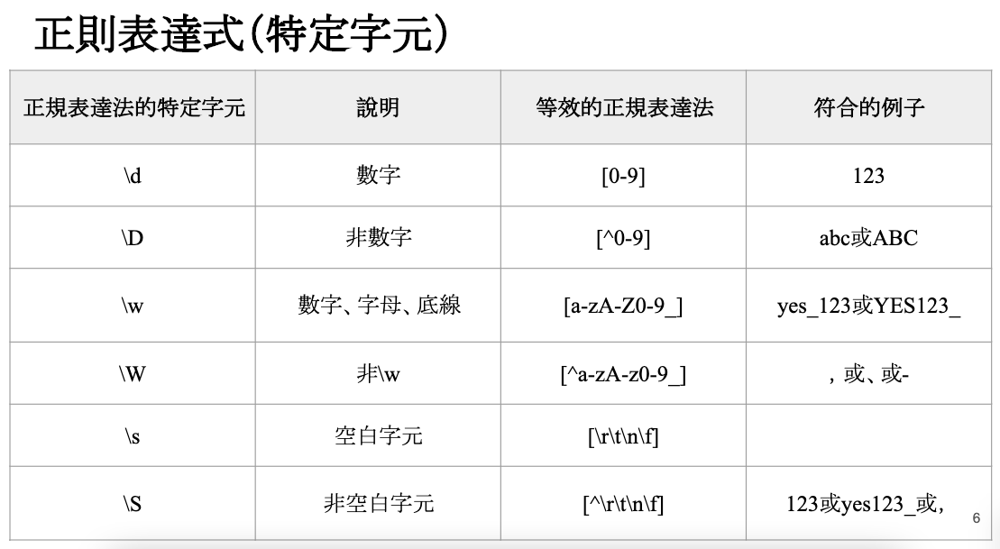 正則表達式(特定字元)
正規表達法的特定字元 說明 等效的正規表達法 符合的例子
\d 數字 [0-9] 123
\D 非數字 [^0-9] abc或ABC
\w 數字、字母、底線 [a-zA-Z0-9_] yes_123或YES123_
\W 非\w [^a-zA-z0-9_] ，或、或-
\s 空白字元 [\r\t\n\f]
\S 非空白字元 [^\r\t\n\f] 123或yes123_或，
6